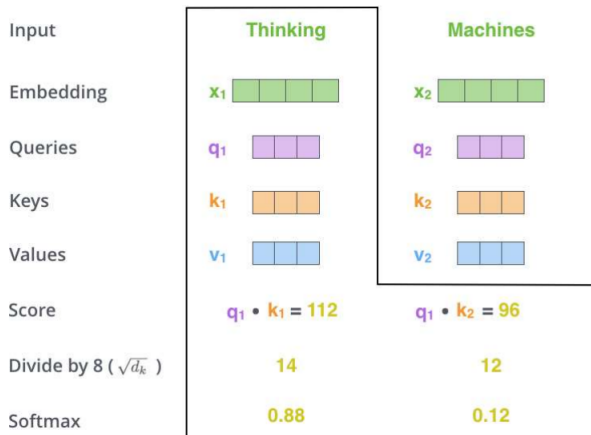 Input Thinking Machines
Embedding x₁ x₂
Queries q₁ q₂
Keys k₁ k₂
Values v₁ v₂
Score q₁ • k₁ = 112 q₁ • k₂ = 96
Divide by 8 ( √dₖ ) 14 12
Softmax 0.88 0.12